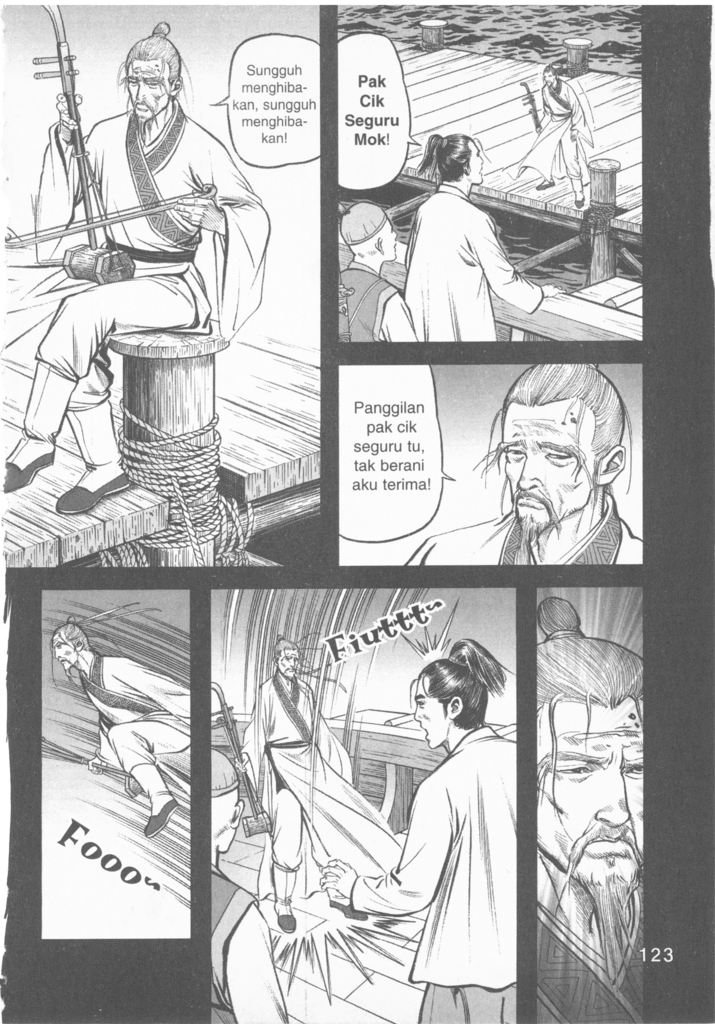 Sungguh
menghiba-
kan, sungguh
menghiba-
kan!
Pak
Cik
Seguru
Mok!
Panggilan
pak cik
seguru tu,
tak berani
aku terima!
Fooo~
Fiuttt~
123